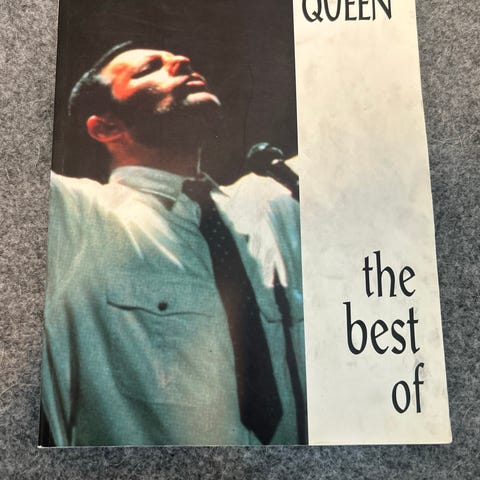 QUEEN
the
best
of